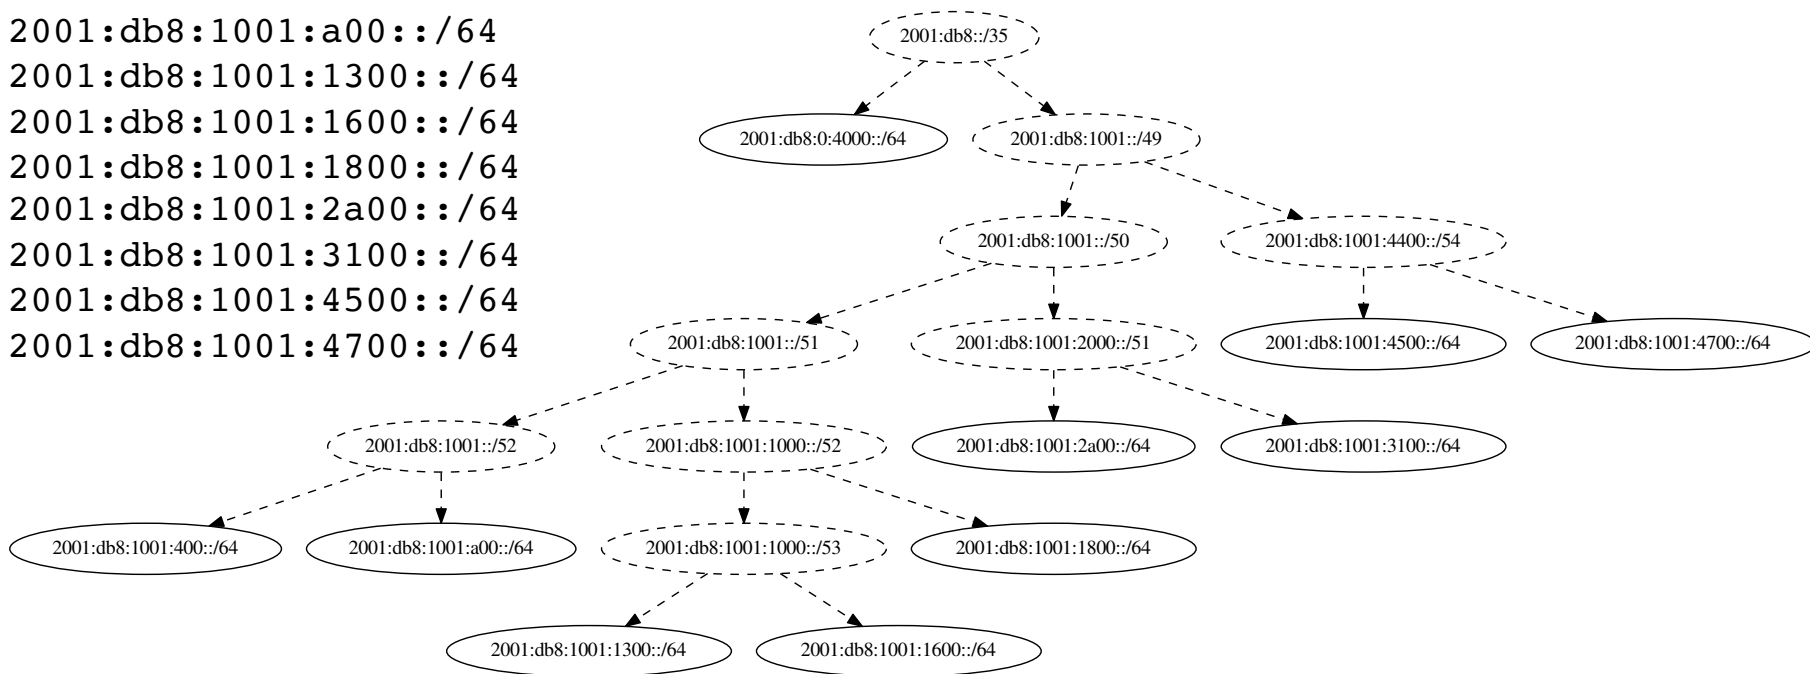 2001:db8:1001:a00::/64
2001:db8:1001:1300::/64
2001:db8:1001:1600::/64
2001:db8:1001:1800::/64
2001:db8:1001:2a00::/64
2001:db8:1001:3100::/64
2001:db8:1001:4500::/64
2001:db8:1001:4700::/64
2001:db8::/35
2001:db8:0:4000::/64
2001:db8:1001::/49
2001:db8:1001::/50
2001:db8:1001:4400::/54
2001:db8:1001::/51
2001:db8:1001:2000::/51
2001:db8:1001:4500::/64
2001:db8:1001:4700::/64
2001:db8:1001::/52
2001:db8:1001:1000::/52
2001:db8:1001:2a00::/64
2001:db8:1001:3100::/64
2001:db8:1001:400::/64
2001:db8:1001:a00::/64
2001:db8:1001:1000::/53
2001:db8:1001:1800::/64
2001:db8:1001:1300::/64
2001:db8:1001:1600::/64